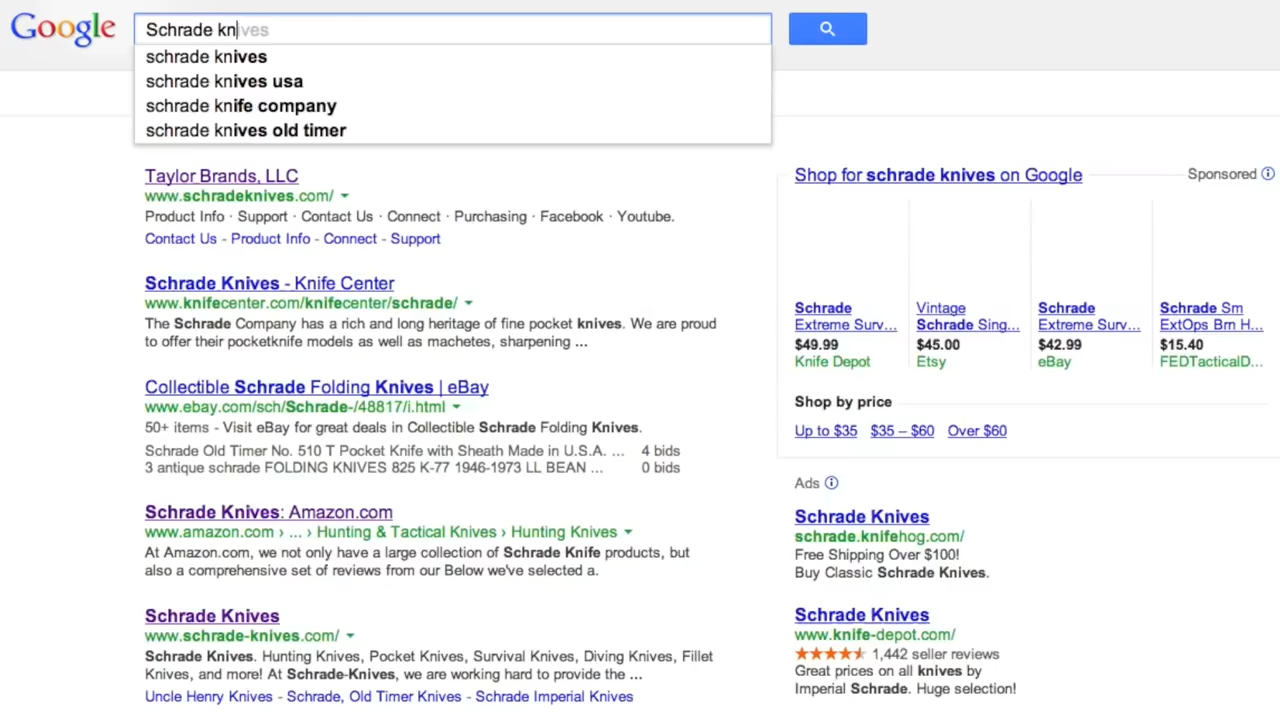 Google
Schrade knives
schrade knives
schrade knives usa
schrade knife company
schrade knives old timer
Taylor Brands, LLC
www.schradeknives.com/
Product Info · Support · Contact Us · Connect · Purchasing · Facebook · Youtube.
Contact Us - Product Info - Connect - Support
Schrade Knives - Knife Center
www.knifecenter.com/knifecenter/schrade/
The Schrade Company has a rich and long heritage of fine pocket knives. We are proud
to offer their pocketknife models as well as machetes, sharpening ...
Collectible Schrade Folding Knives | eBay
www.ebay.com/sch/Schrade-/48817/i.html
50+ items - Visit eBay for great deals in Collectible Schrade Folding Knives.
Schrade Old Timer No. 510 T Pocket Knife with Sheath Made in U.S.A. ... 4 bids
3 antique schrade FOLDING KNIVES 825 K-77 1946-1973 LL BEAN ... 0 bids
Schrade Knives: Amazon.com
www.amazon.com › ... › Hunting & Tactical Knives › Hunting Knives
At Amazon.com, we not only have a large collection of Schrade Knife products, but
also a comprehensive set of reviews from our Below we've selected a.
Schrade Knives
www.schrade-knives.com/
Schrade Knives. Hunting Knives, Pocket Knives, Survival Knives, Diving Knives, Fillet
Knives, and more! At Schrade-Knives, we are working hard to provide the ...
Uncle Henry Knives - Schrade, Old Timer Knives - Schrade Imperial Knives
Shop for schrade knives on Google
Sponsored
Schrade
Extreme Surv...
$49.99
Knife Depot
Vintage
Schrade Sing...
$45.00
Etsy
Schrade
Extreme Surv...
$42.99
eBay
Schrade Sm
ExtOps Brn H...
$15.40
FEDTacticalD...
Shop by price
Up to $35 $35 – $60 Over $60
Ads
Schrade Knives
schrade.knifehog.com/
Free Shipping Over $100!
Buy Classic Schrade Knives.
Schrade Knives
www.knife-depot.com/
1,442 seller reviews
Great prices on all knives by
Imperial Schrade. Huge selection!